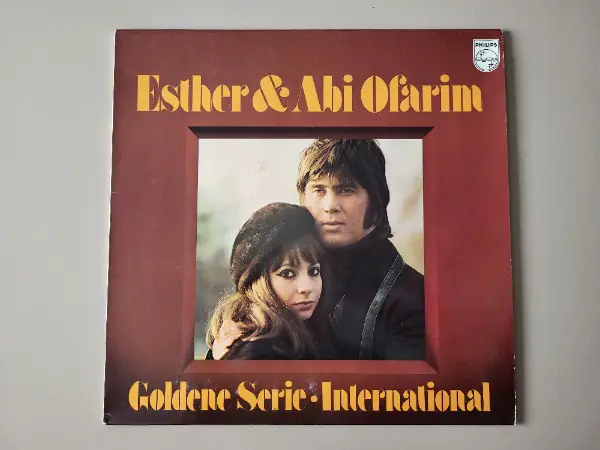 PHILIPS
Esther & Abi Ofarim
Goldene Serie · International